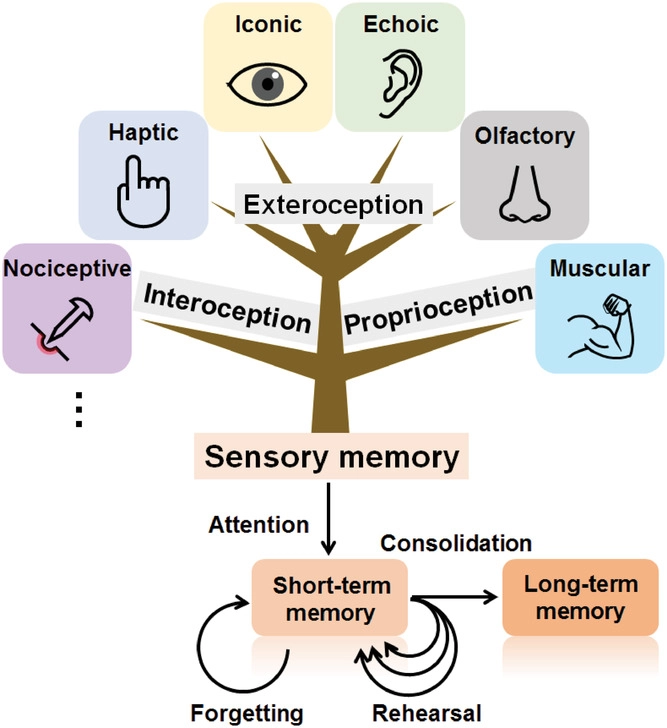 Iconic
Echoic
Haptic
Olfactory
Exteroception
Nociceptive
Interoception
Proprioception
Muscular
Sensory memory
Attention
Consolidation
Short-term
memory
Long-term
memory
Forgetting
Rehearsal